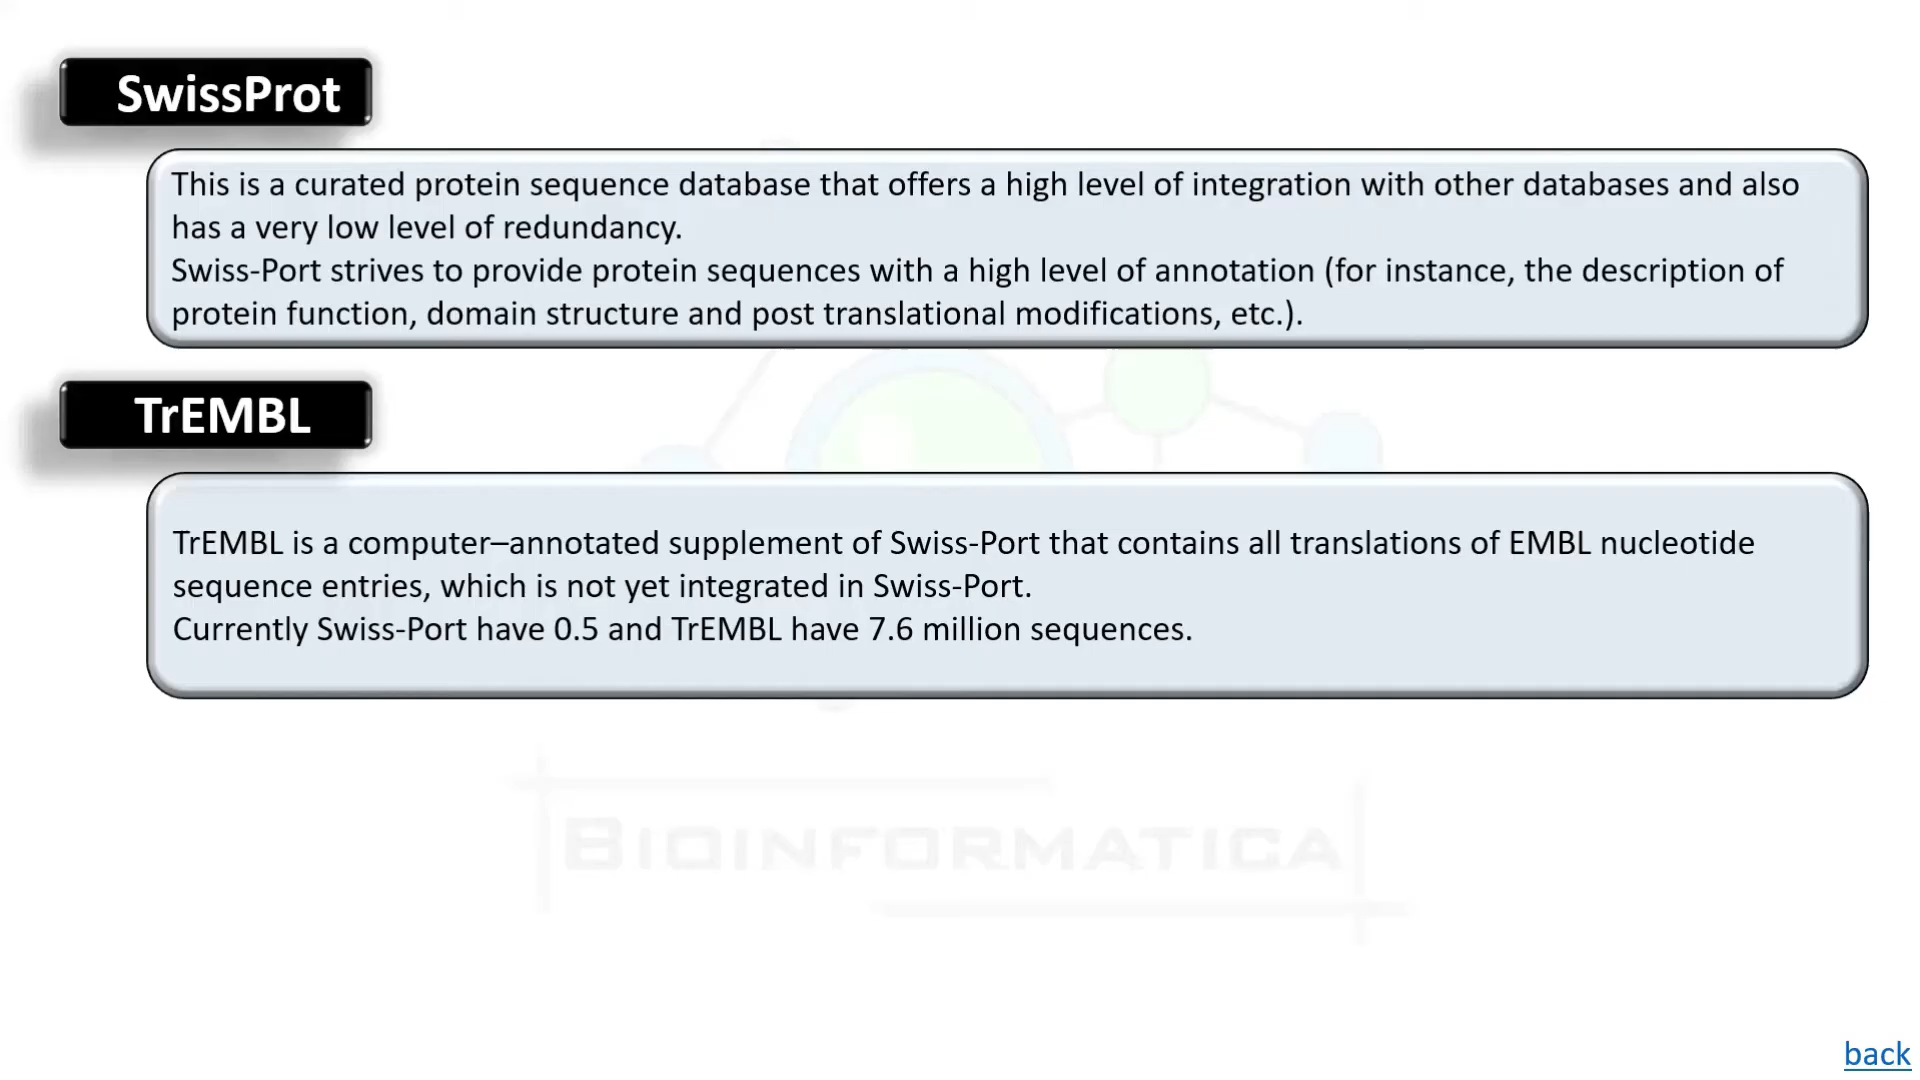 SwissProt
This is a curated protein sequence database that offers a high level of integration with other databases and also
has a very low level of redundancy.
Swiss-Port strives to provide protein sequences with a high level of annotation (for instance, the description of
protein function, domain structure and post translational modifications, etc.).
TrEMBL
TrEMBL is a computer–annotated supplement of Swiss-Port that contains all translations of EMBL nucleotide
sequence entries, which is not yet integrated in Swiss-Port.
Currently Swiss-Port have 0.5 and TrEMBL have 7.6 million sequences.
BIOINFORMATICA
back